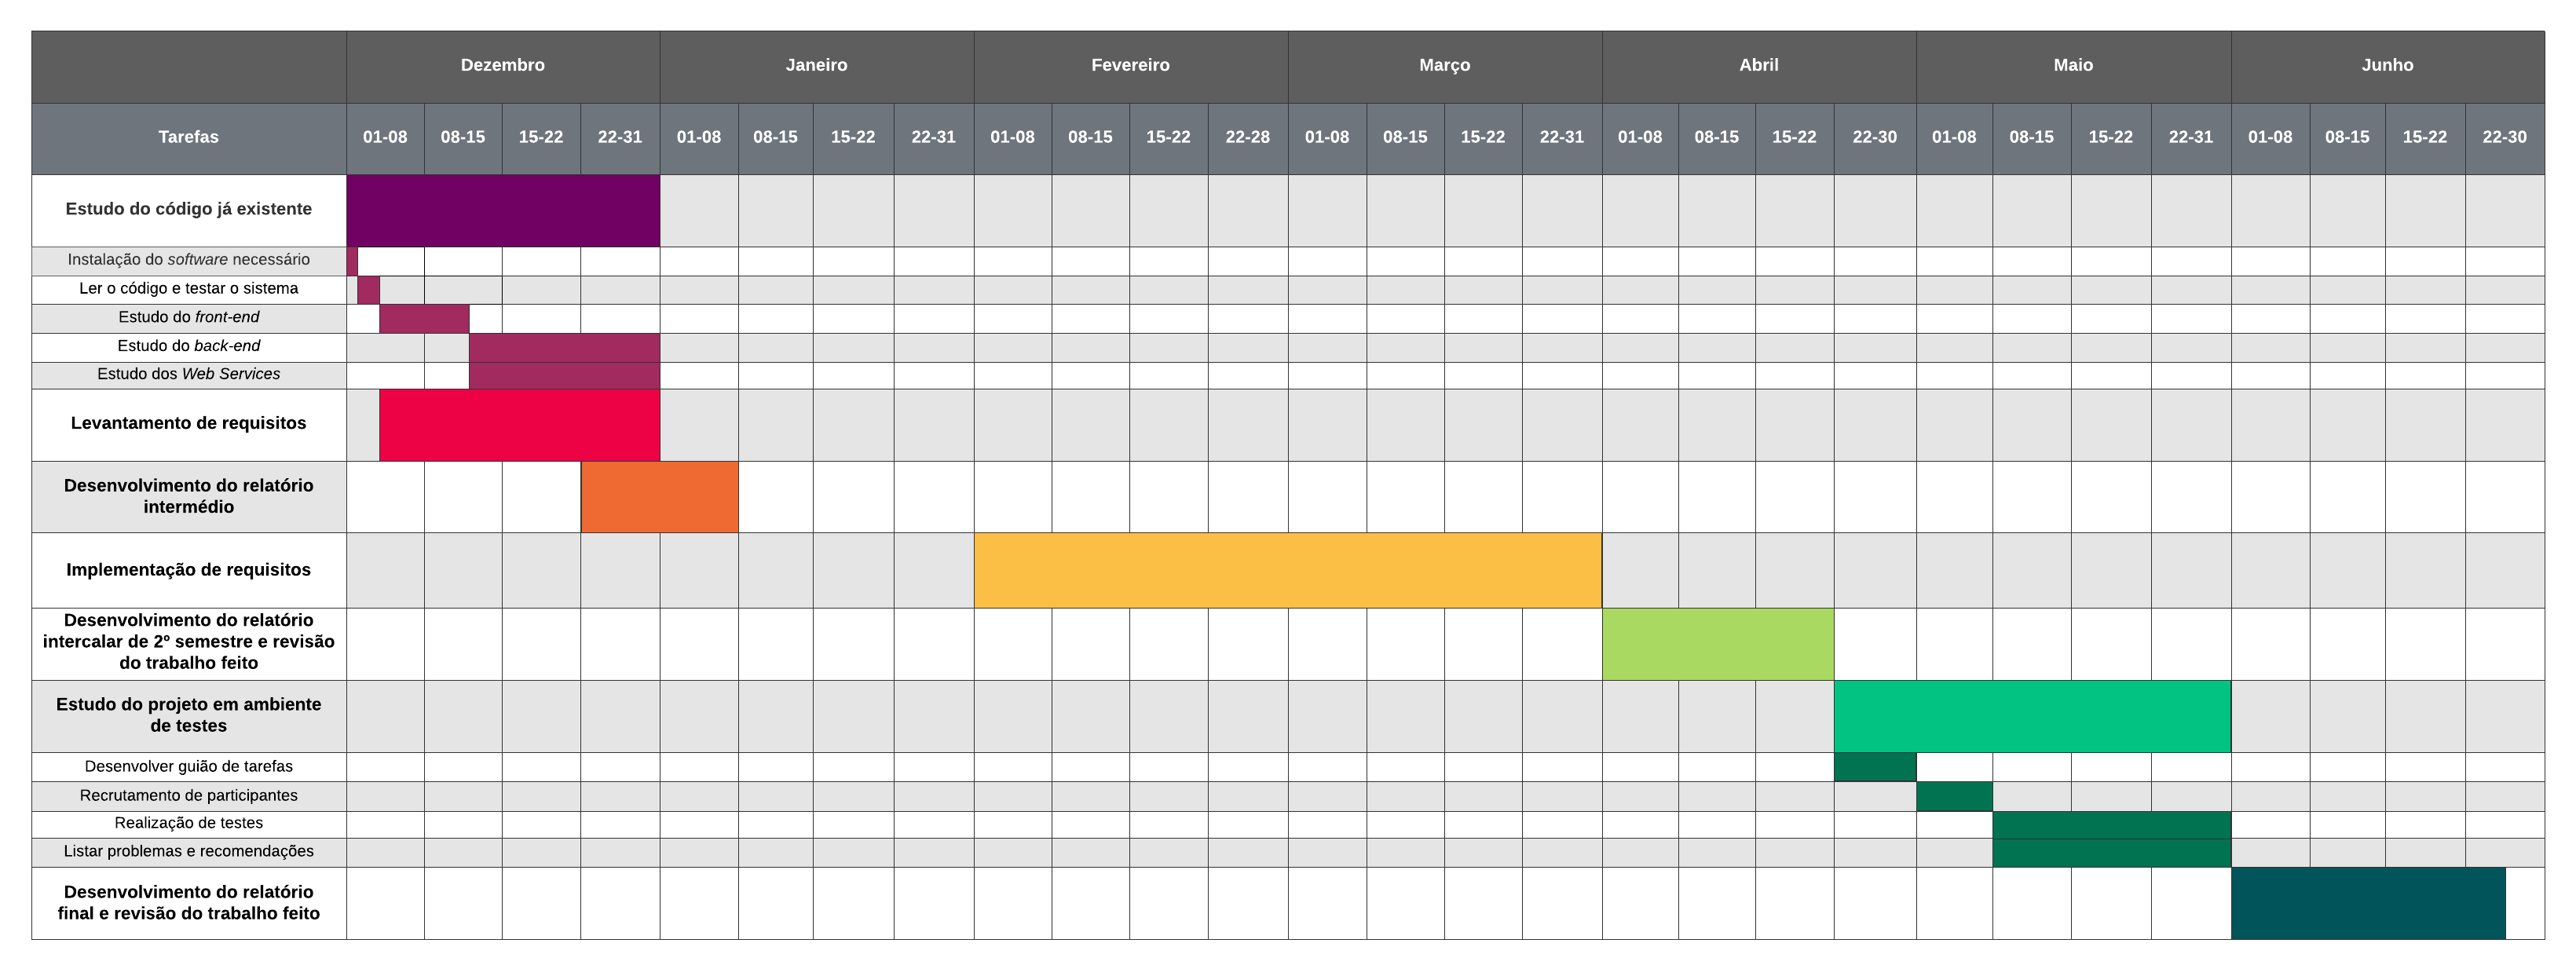 Dezembro Janeiro Fevereiro Março Abril Maio Junho
Tarefas 01-08 08-15 15-22 22-31 01-08 08-15 15-22 22-31 01-08 08-15 15-22 22-28 01-08 08-15 15-22 22-31 01-08 08-15 15-22 22-30 01-08 08-15 15-22 22-31 01-08 08-15 15-22 22-30
Estudo do código já existente
Instalação do software necessário
Ler o código e testar o sistema
Estudo do front-end
Estudo do back-end
Estudo dos Web Services
Levantamento de requisitos
Desenvolvimento do relatório
intermédio
Implementação de requisitos
Desenvolvimento do relatório
intercalar de 2º semestre e revisão
do trabalho feito
Estudo do projeto em ambiente
de testes
Desenvolver guião de tarefas
Recrutamento de participantes
Realização de testes
Listar problemas e recomendações
Desenvolvimento do relatório
final e revisão do trabalho feito